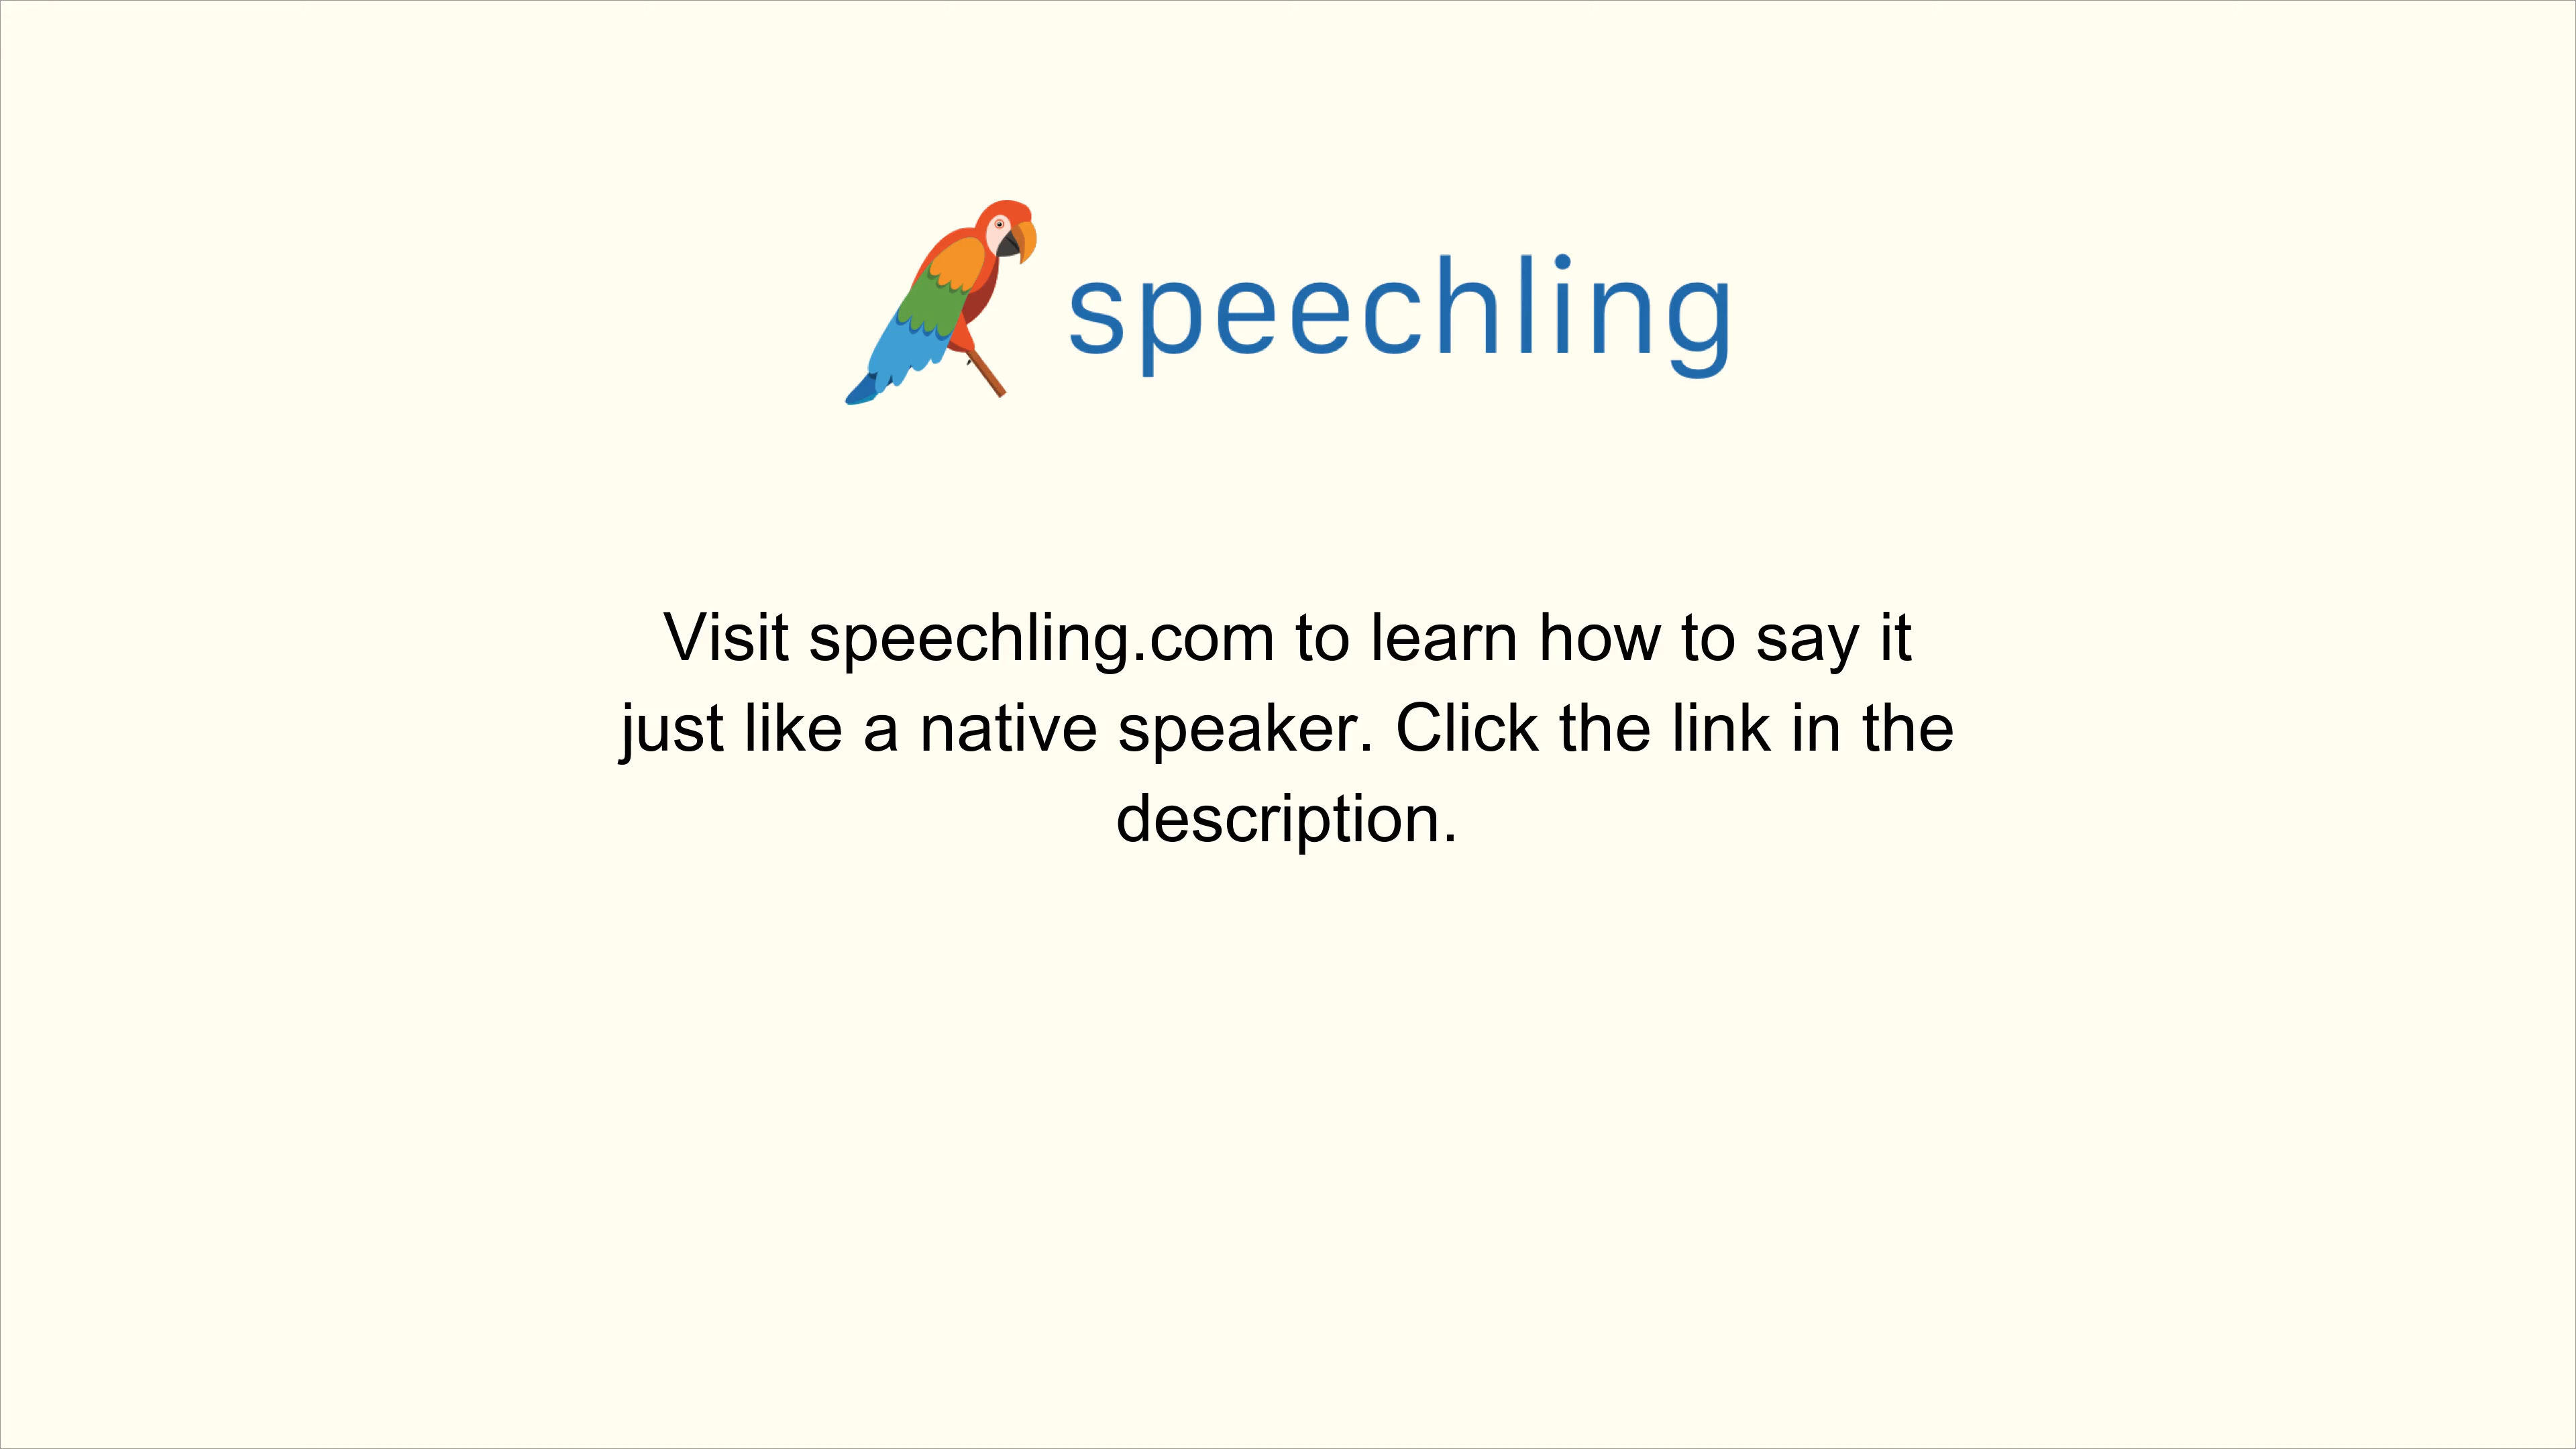 speechling
Visit speechling.com to learn how to say it
just like a native speaker. Click the link in the
description.